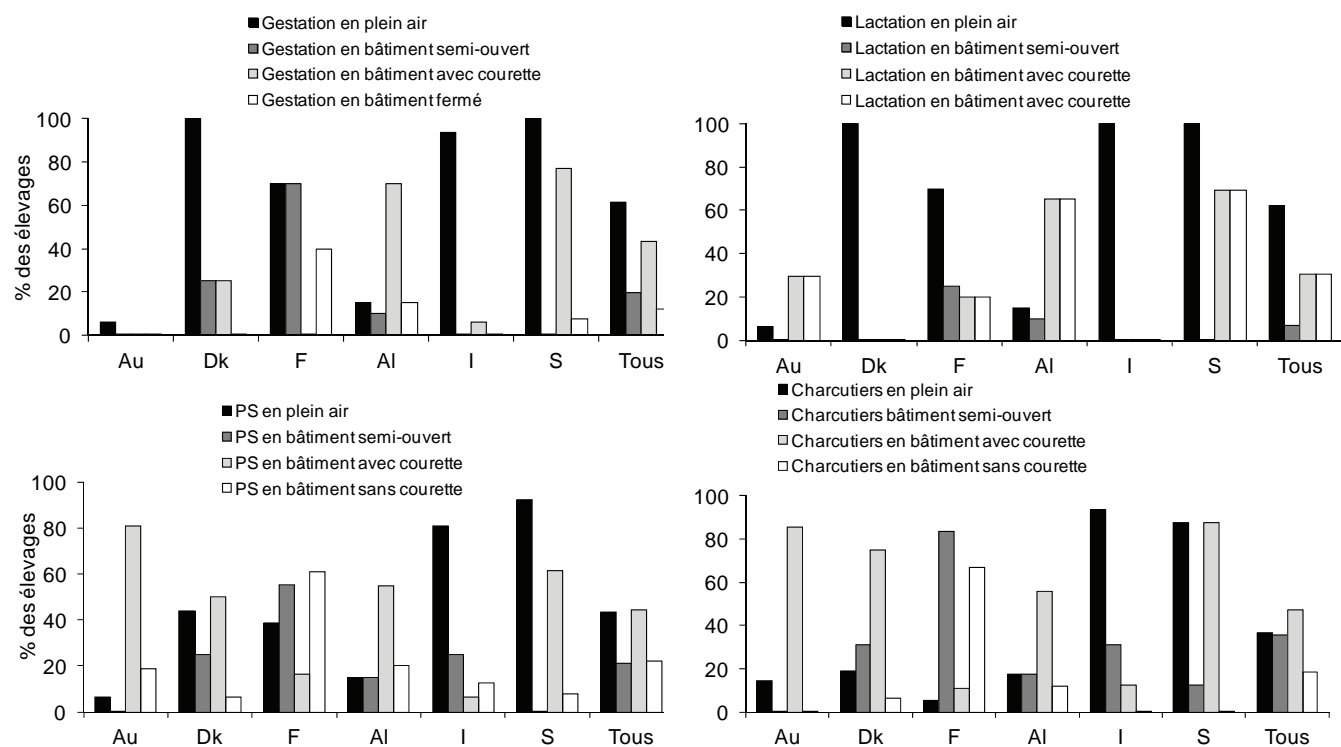 Gestation en plein air
Gestation en bâtiment semi-ouvert
Gestation en bâtiment avec courette
Gestation en bâtiment fermé
% des élevages
100
80
60
40
20
0
Au Dk F Al I S Tous
Lactation en plein air
Lactation en bâtiment semi-ouvert
Lactation en bâtiment avec courette
Lactation en bâtiment avec courette
100
80
60
40
20
0
Au Dk F Al I S Tous
PS en plein air
PS en bâtiment semi-ouvert
PS en bâtiment avec courette
PS en bâtiment sans courette
% des élevages
100
80
60
40
20
0
Au Dk F Al I S Tous
Charcutiers en plein air
Charcutiers bâtiment semi-ouvert
Charcutiers en bâtiment avec courette
Charcutiers en bâtiment sans courette
100
80
60
40
20
0
Au Dk F Al I S Tous